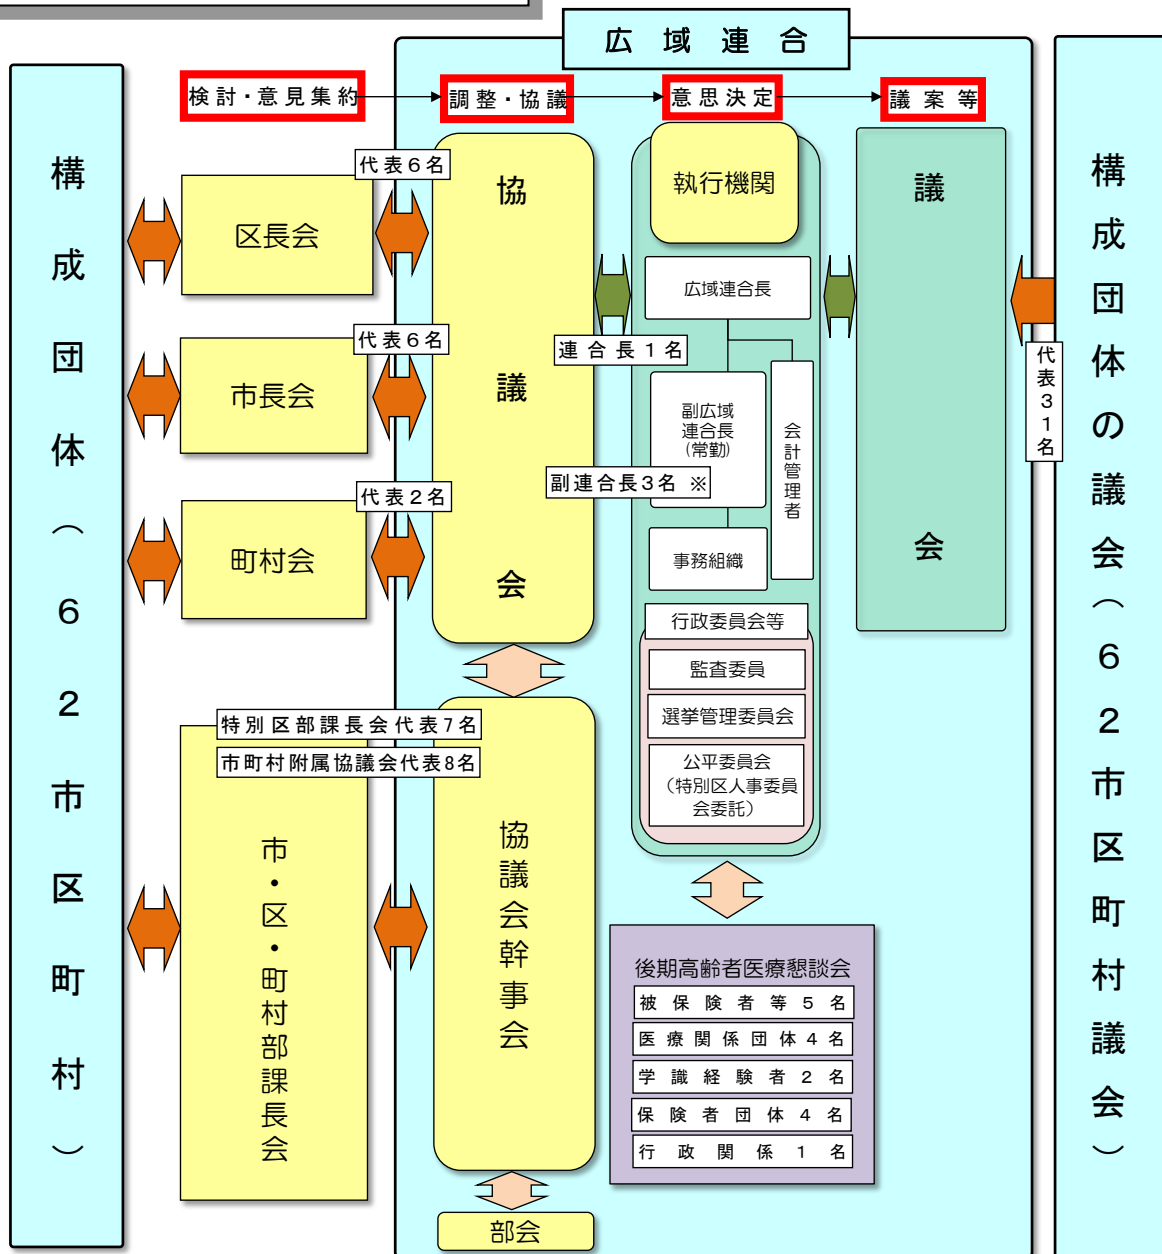 広域連合
検討・意見集約
調整・協議
意思決定
議案等
構成団体（６２市区町村）
区長会
代表６名
市長会
代表６名
町村会
代表２名
協議会
執行機関
広域連合長
連合長１名
副広域
連合長
(常勤)
副連合長3名 ※
会計管理者
事務組織
行政委員会等
監査委員
選挙管理委員会
公平委員会
（特別区人事委員
会委託）
議会
代表３１名
構成団体の議会（６２市区町村議会）
特別区部課長会代表7名
市町村附属協議会代表8名
市・区・町村部課長会
協議会幹事会
部会
後期高齢者医療懇談会
被保険者等５名
医療関係団体４名
学識経験者２名
保険者団体４名
行政関係１名